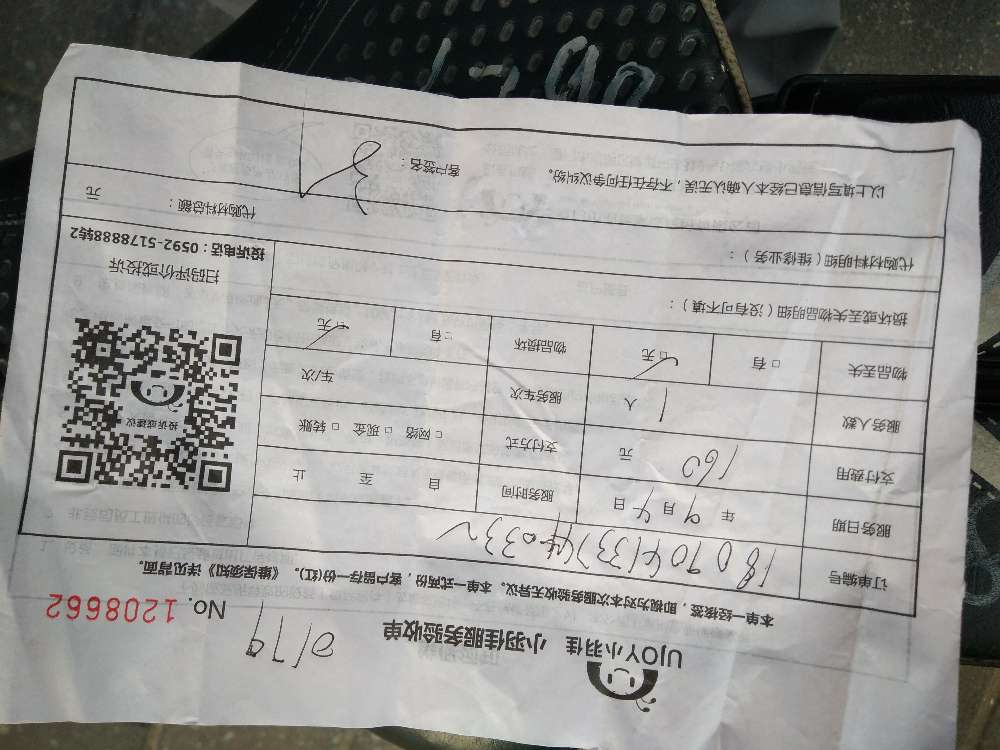 UJOY小羽佳 小羽佳服务验收单
0179
No. 1208662
本单一经核签，即视为对本次服务验收无异议。本单一式两份，客户留存一份(红)。《维保须知》详见背面。
订单编号
服务日期 年 9 月 4 日 服务时间 自 至 止
支付费用 160 元 支付方式 □ 网络 □ 现金 □ 转账
服务人数 1 人 服务车次 车/次
物品丢失 □ 有 □ 无 物品损坏 □ 有 □ 无
损坏或丢失物品明细（没有可不填）：
代购材料明细（维修业务）：
代购材料总额： 元
以上填写信息已经本人确认无误，不存在任何争议纠纷。 客户签名：
投诉或建议
扫码评价或投诉
投诉电话：0592-5178888转2